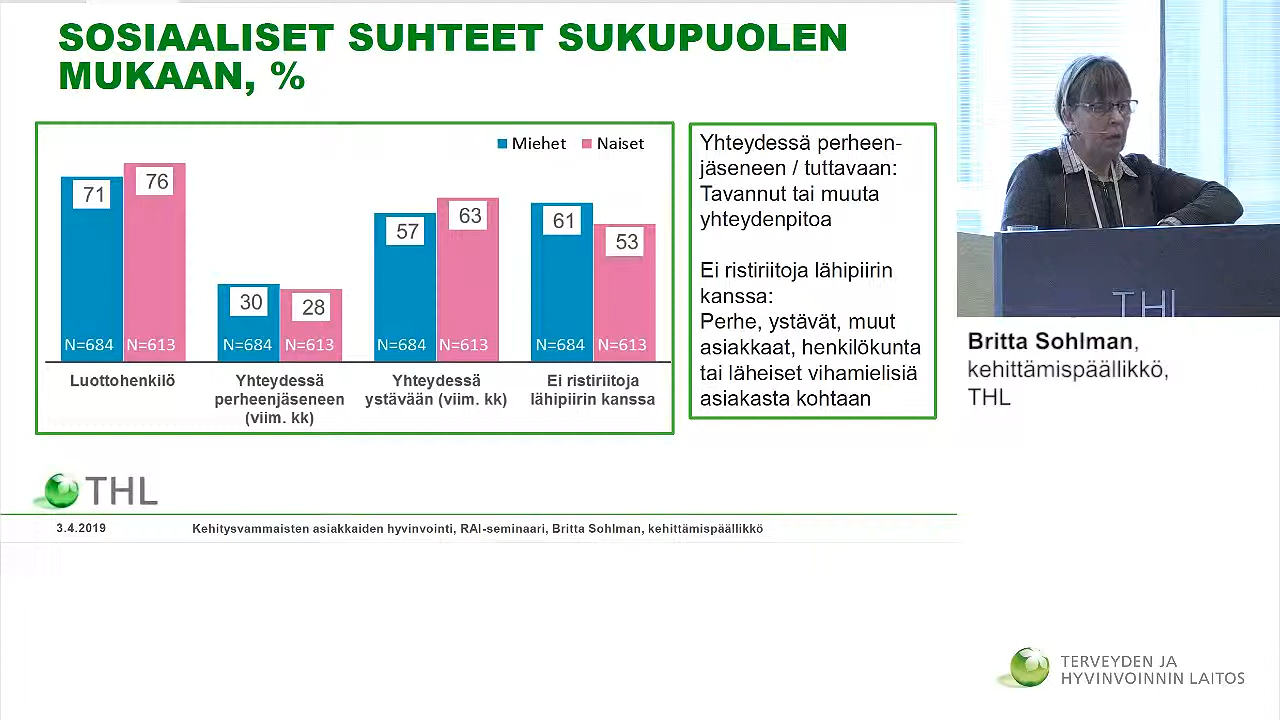 SOSIAALISET SUHTEET SUKUPUOLEN
MUKAAN, %
Miehet Naiset
71 76 30 28 57 63 61 53
N=684 N=613 N=684 N=613 N=684 N=613 N=684 N=613
Luottohenkilö
Yhteydessä
perheenjäseneen
(viim. kk)
Yhteydessä
ystävään (viim. kk)
Ei ristiriitoja
lähipiirin kanssa
Yhteydessä perheen-
jäseneen / tuttavaan:
Tavannut tai muuta
yhteydenpitoa
Ei ristiriitoja lähipiirin
kanssa:
Perhe, ystävät, muut
asiakkaat, henkilökunta
tai läheiset vihamielisiä
asiakasta kohtaan
THL
3.4.2019 Kehitysvammaisten asiakkaiden hyvinvointi, RAI-seminaari, Britta Sohlman, kehittämispäällikkö
THL
Britta Sohlman,
kehittämispäällikkö,
THL
TERVEYDEN JA
HYVINVOINNIN LAITOS